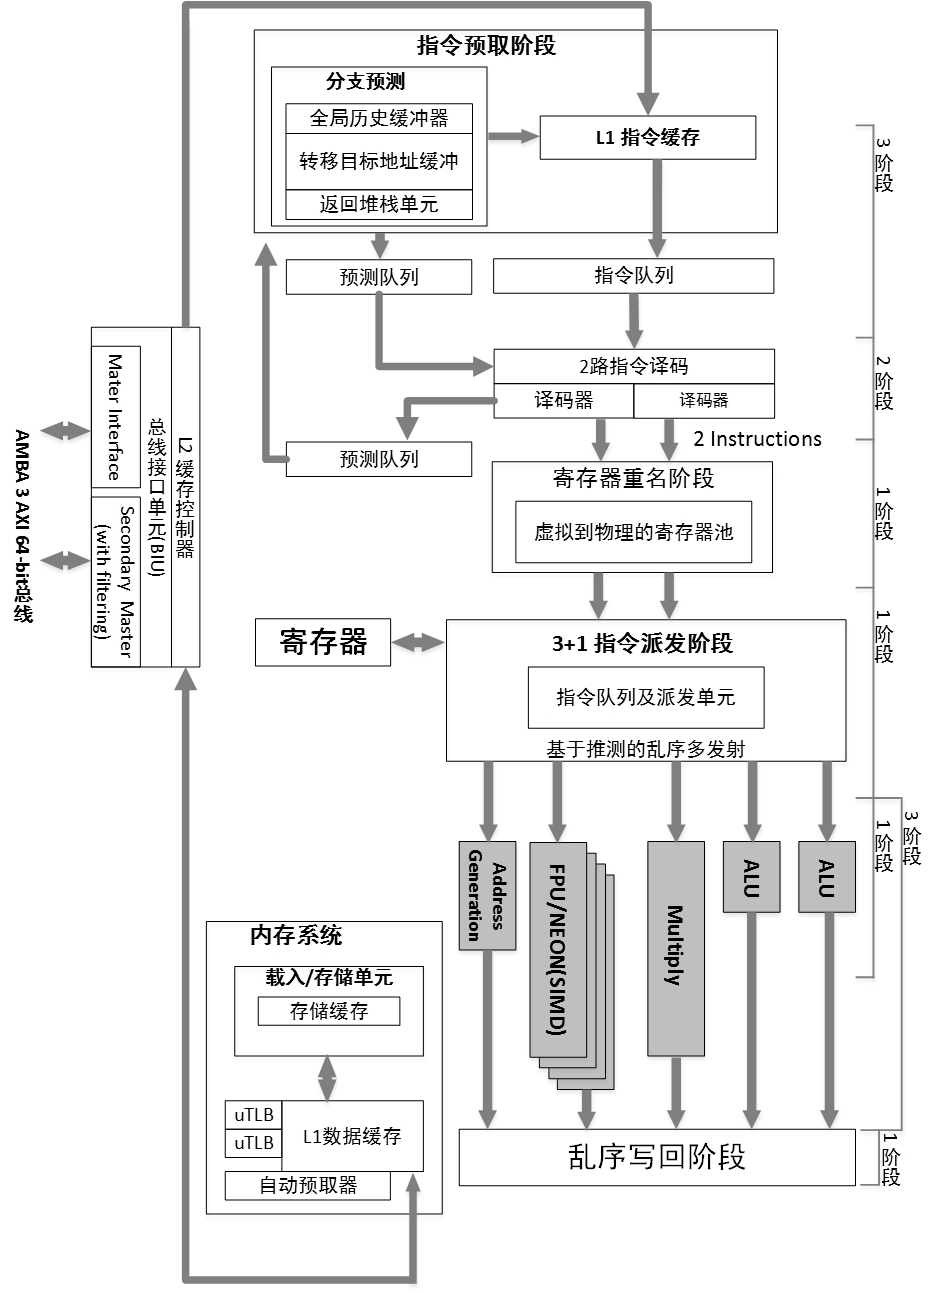 指令预取阶段
分支预测
全局历史缓冲器
转移目标地址缓冲
返回堆栈单元
L1 指令缓存
3 阶段
预测队列
指令队列
2路指令译码
译码器
译码器
2 阶段
2 Instructions
预测队列
寄存器重名阶段
虚拟到物理的寄存器池
1 阶段
AMBA 3 AXI 64-bit总线
Mater Interface
Secondary Master
(with filtering)
总线接口单元(BIU)
L2 缓存控制器
寄存器
3+1 指令派发阶段
指令队列及派发单元
基于推测的乱序多发射
1 阶段
Address
Generation
FPU/NEON(SIMD)
Multiply
ALU
ALU
1 阶段
3 阶段
内存系统
载入/存储单元
存储缓存
uTLB
uTLB
L1数据缓存
自动预取器
乱序写回阶段
1 阶段